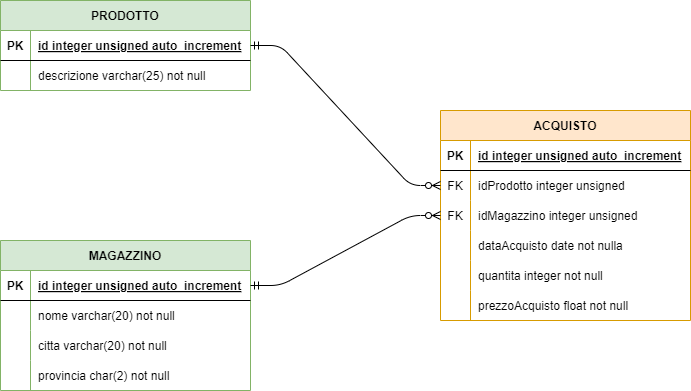 PRODOTTO
PK id integer unsigned auto_increment
descrizione varchar(25) not null
ACQUISTO
PK id integer unsigned auto_increment
FK idProdotto integer unsigned
FK idMagazzino integer unsigned
dataAcquisto date not nulla
quantita integer not null
prezzoAcquisto float not null
MAGAZZINO
PK id integer unsigned auto_increment
nome varchar(20) not null
citta varchar(20) not null
provincia char(2) not null